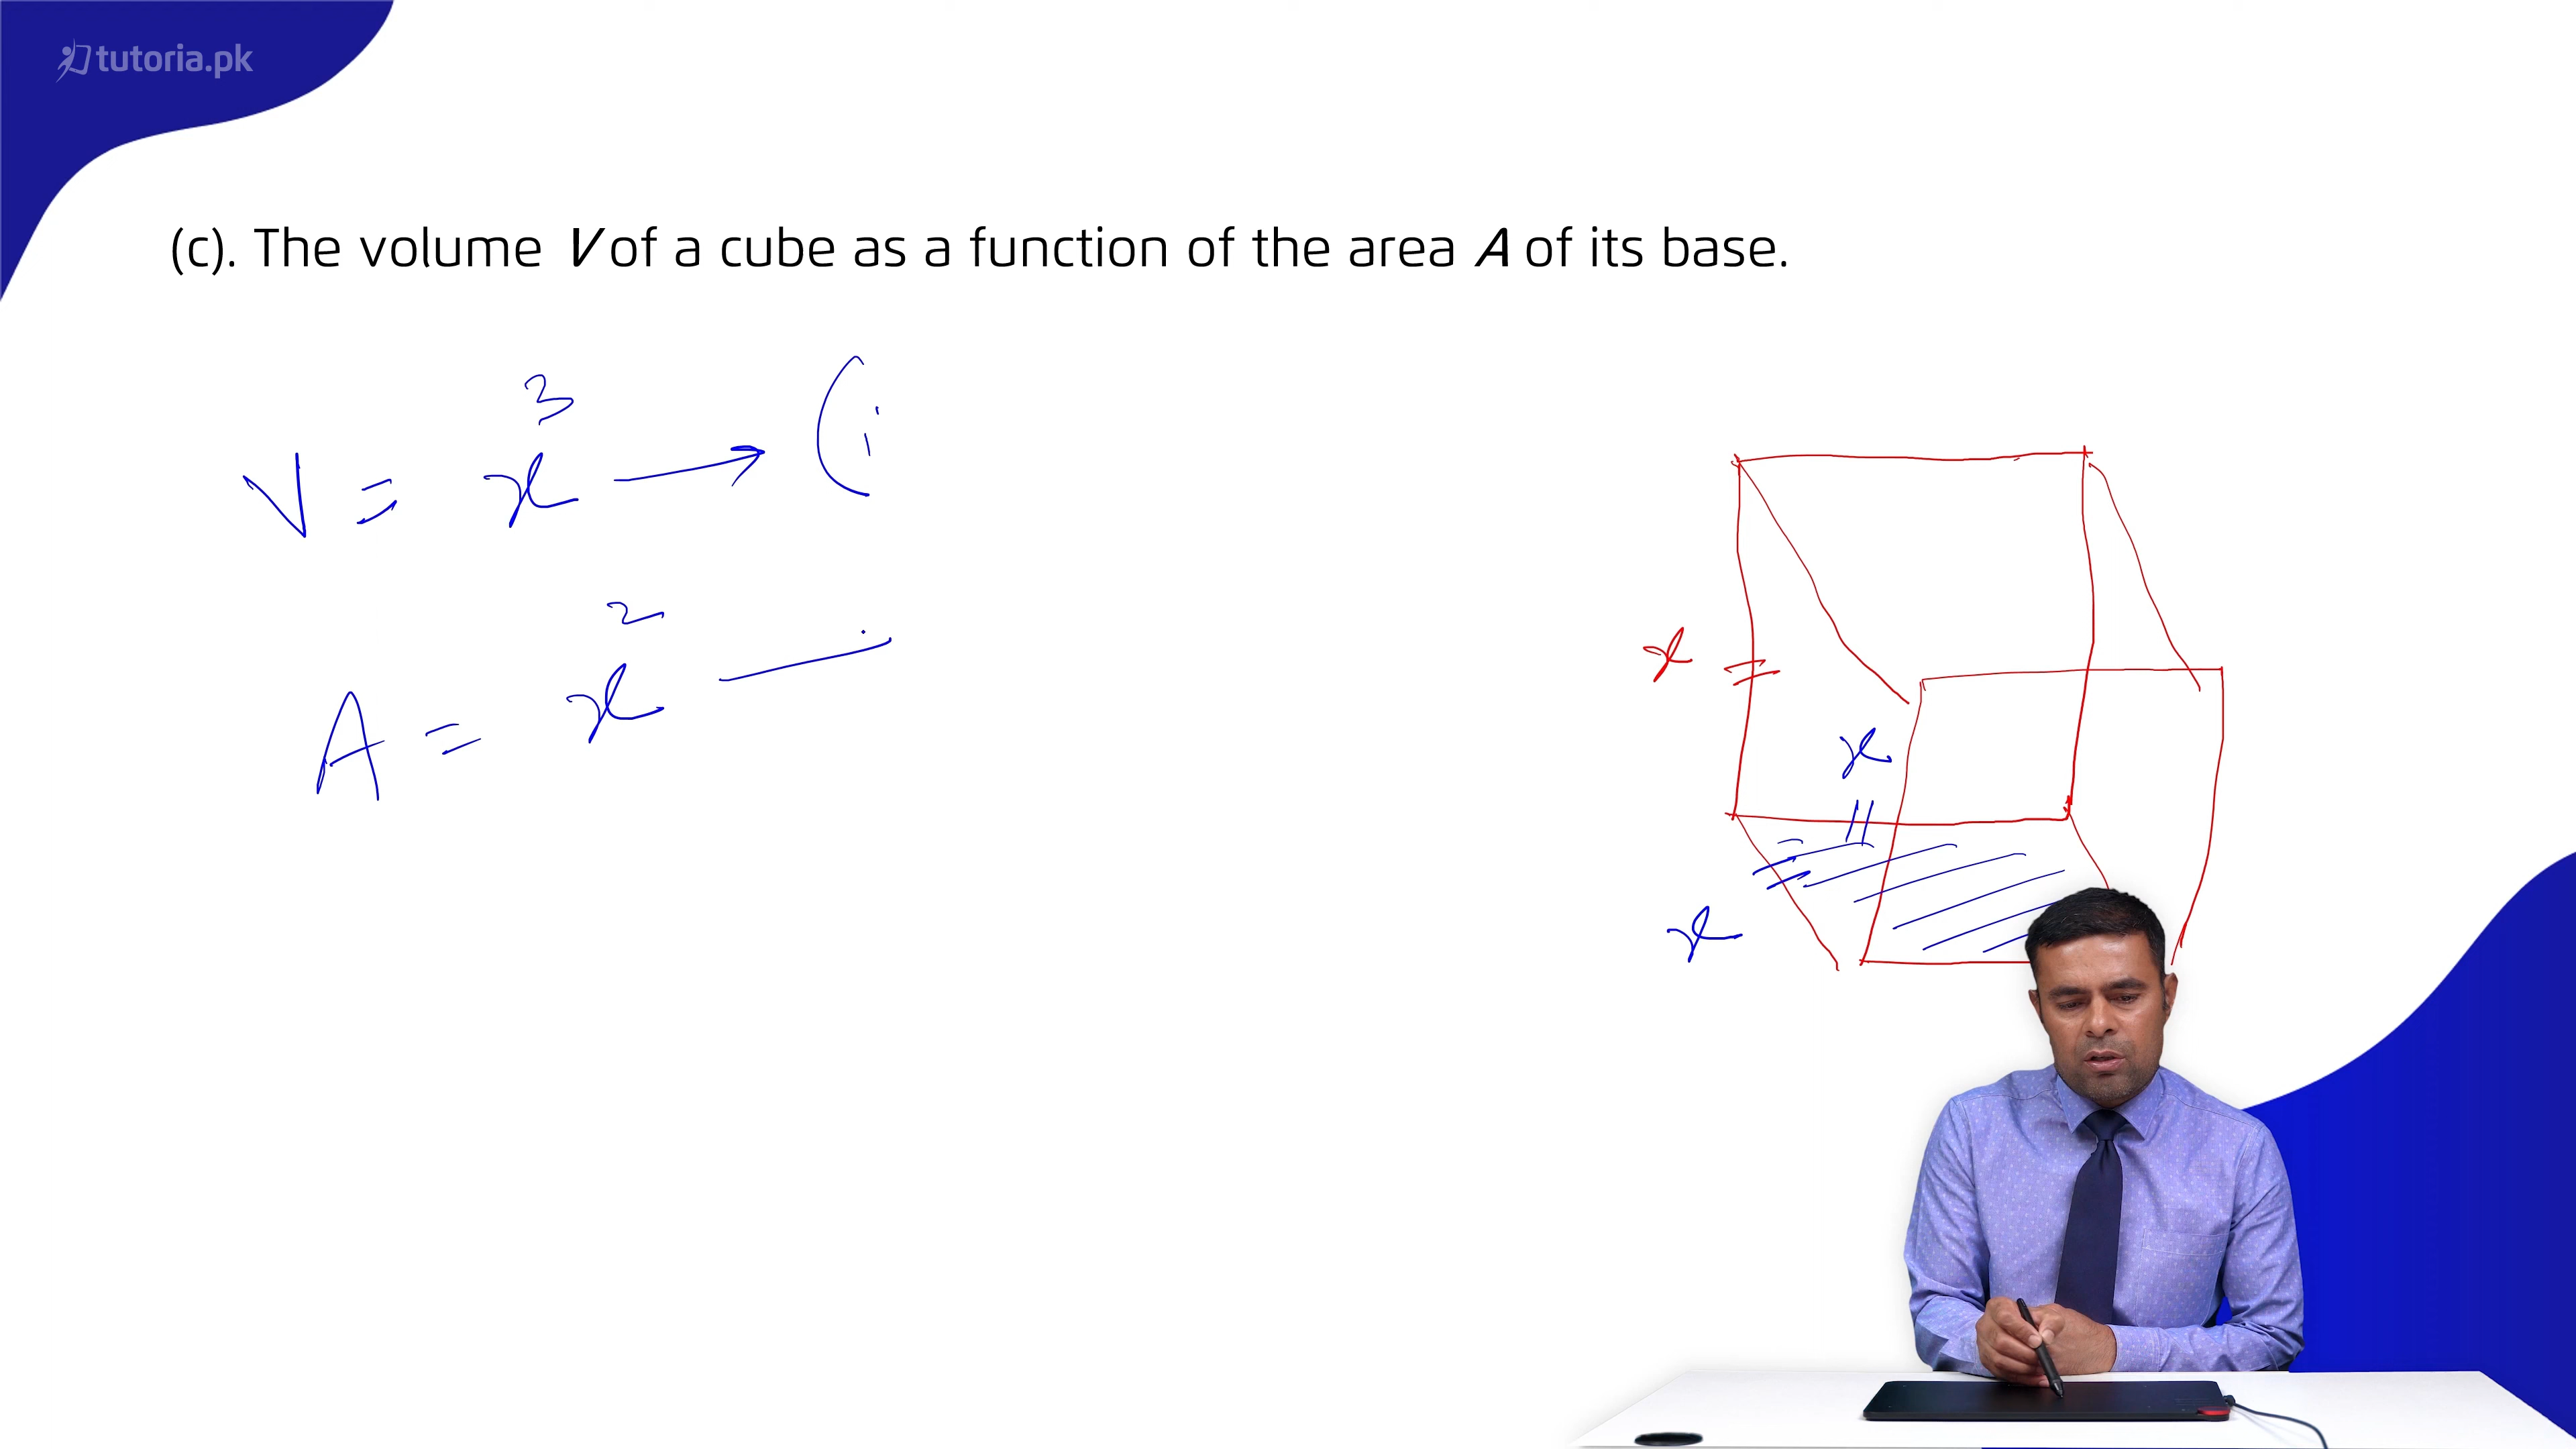 tutoria.pk
(c). The volume V of a cube as a function of the area A of its base.
V = x³ → (i
A = x² —
x
x
x